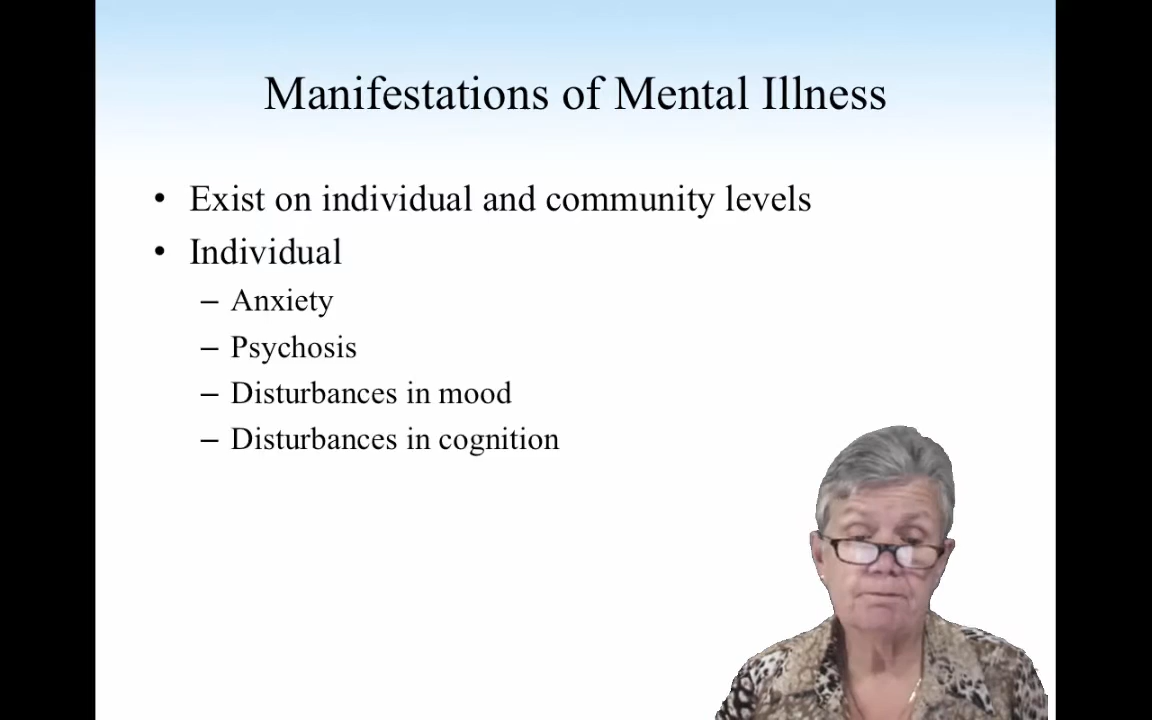 Manifestations of Mental Illness
• Exist on individual and community levels
• Individual
– Anxiety
– Psychosis
– Disturbances in mood
– Disturbances in cognition